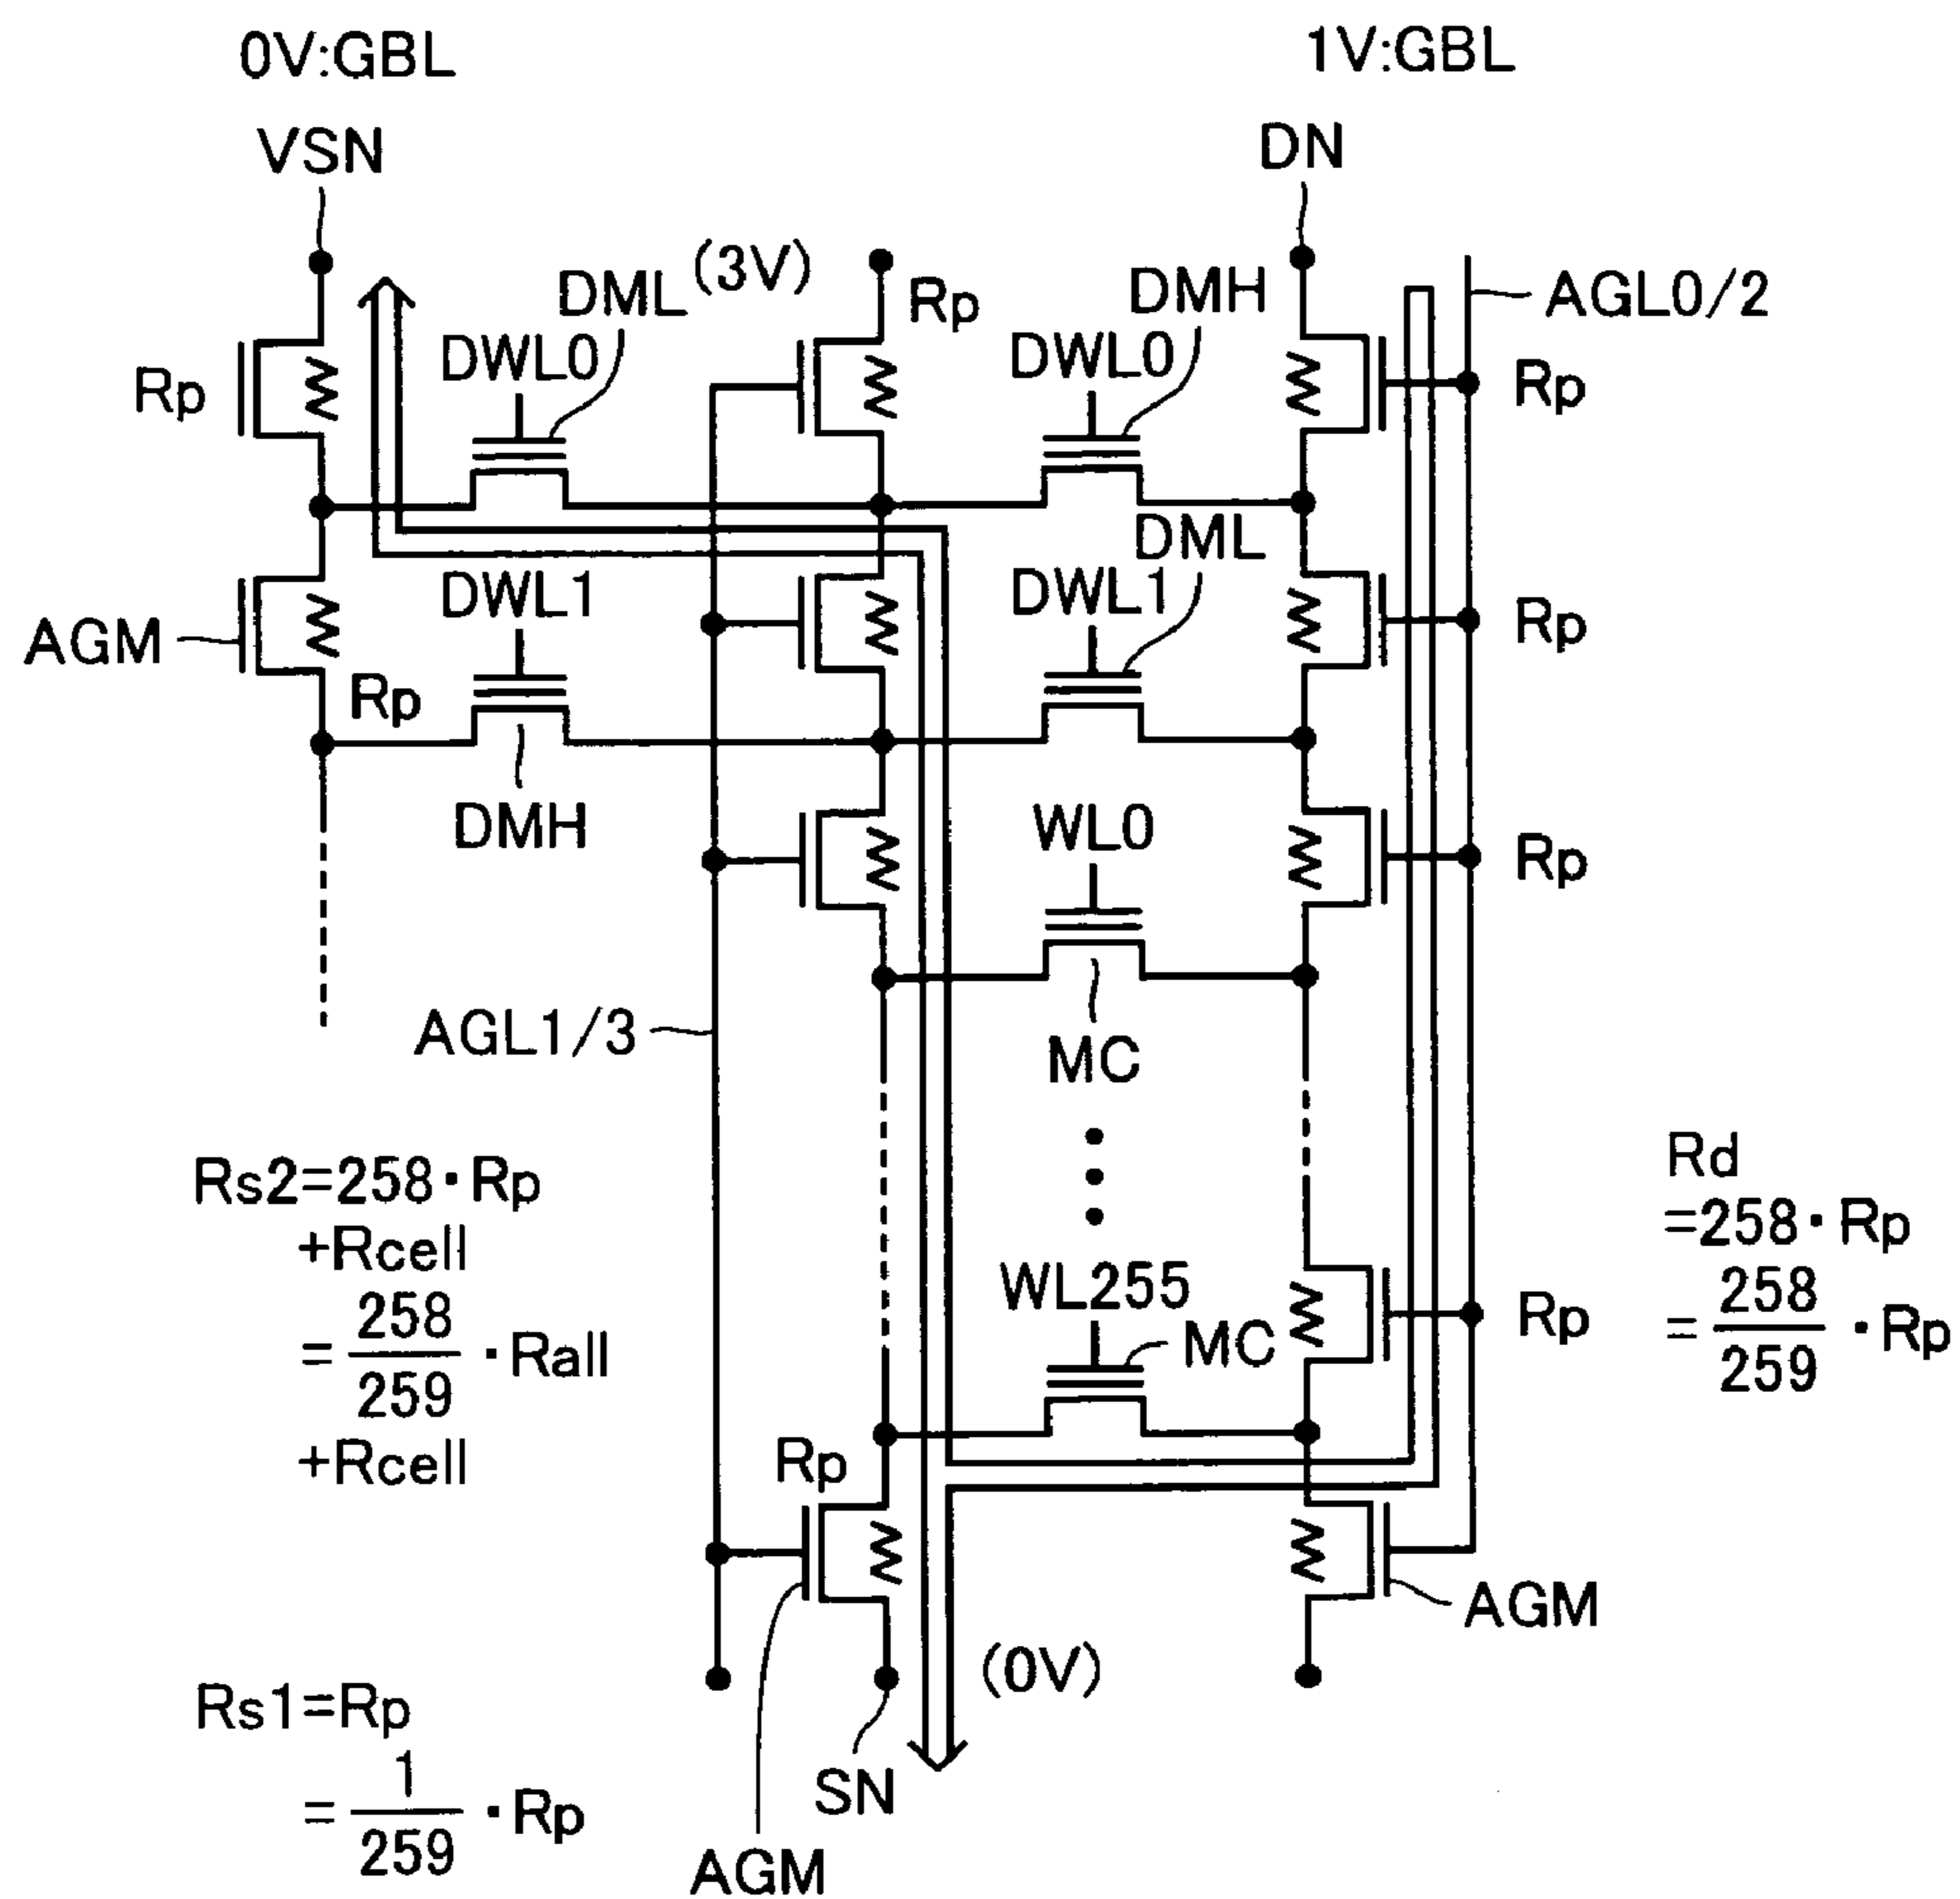 0V:GBL
1V:GBL
VSN
DN
DML
(3V)
Rp
DMH
AGL0/2
DWL0
DWL0
Rp
Rp
DML
DWL1
DWL1
AGM
Rp
Rp
DMH
WL0
Rp
AGL1/3
MC
Rs2=258·Rp
+Rcell
= 258/259 ·Rall
+Rcell
Rd
=258·Rp
= 258/259 ·Rp
WL255
MC
Rp
Rp
AGM
(0V)
Rs1=Rp
= 1/259 ·Rp
SN
AGM